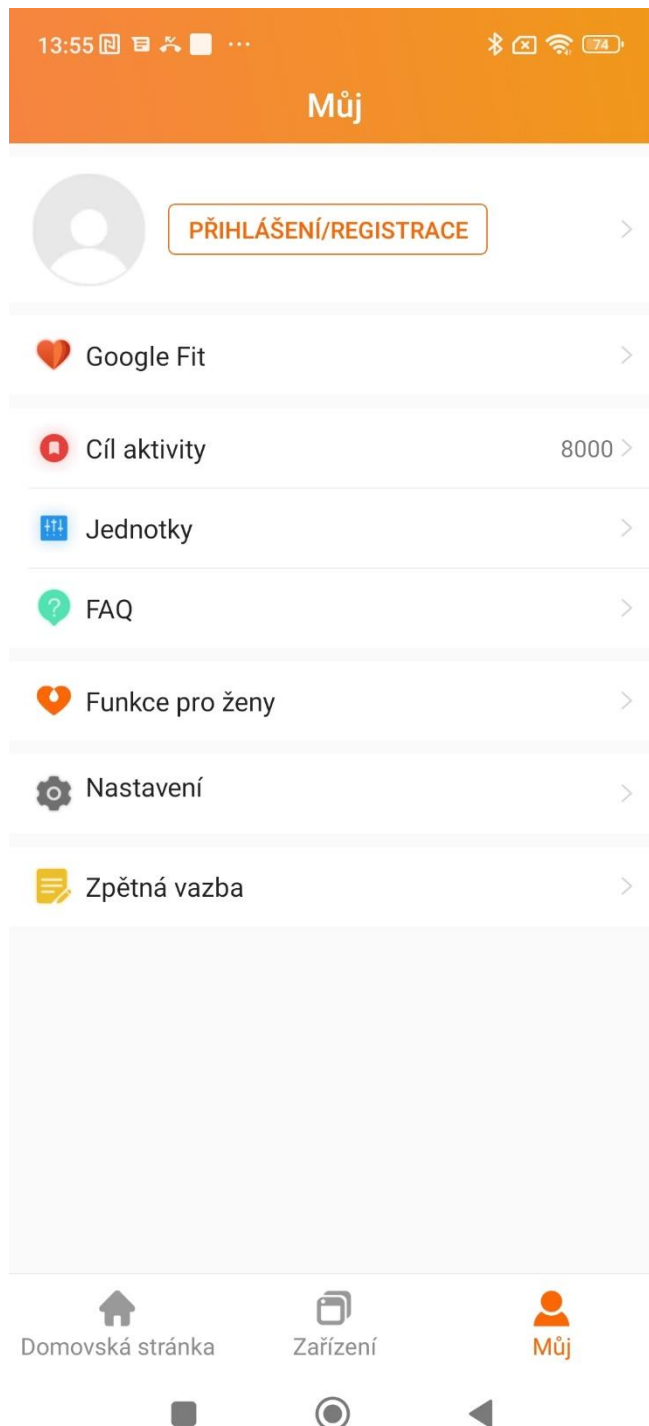 13:55
74
Můj
PŘIHLÁŠENÍ/REGISTRACE
Google Fit
Cíl aktivity 8000
Jednotky
FAQ
Funkce pro ženy
Nastavení
Zpětná vazba
Domovská stránka Zařízení Můj